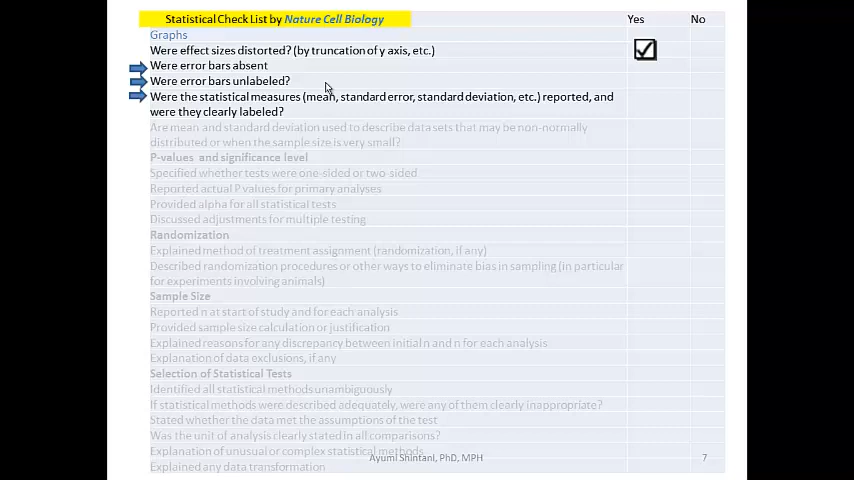 Statistical Check List by Nature Cell Biology Yes No
Graphs
Were effect sizes distorted? (by truncation of y axis, etc.)
Were error bars absent
Were error bars unlabeled?
Were the statistical measures (mean, standard error, standard deviation, etc.) reported, and
were they clearly labeled?
Are mean and standard deviation used to describe data sets that may be non-normally
distributed or when the sample size is very small?
P-values and significance level
Specified whether tests were one-sided or two-sided
Reported actual P values for primary analyses
Provided alpha for all statistical tests
Discussed adjustments for multiple testing
Randomization
Explained method of treatment assignment (randomization, if any)
Described randomization procedures or other ways to eliminate bias in sampling (in particular
for experiments involving animals)
Sample Size
Reported n at start of study and for each analysis
Provided sample size calculation or justification
Explained reasons for any discrepancy between initial n and n for each analysis
Explanation of data exclusions, if any
Selection of Statistical Tests
Identified all statistical methods unambiguously
If statistical methods were described adequately, were any of them clearly inappropriate?
Stated whether the data met the assumptions of the test
Was the unit of analysis clearly stated in all comparisons?
Explanation of unusual or complex statistical methods
Ayumi Shintani, PhD, MPH 7
Explained any data transformation